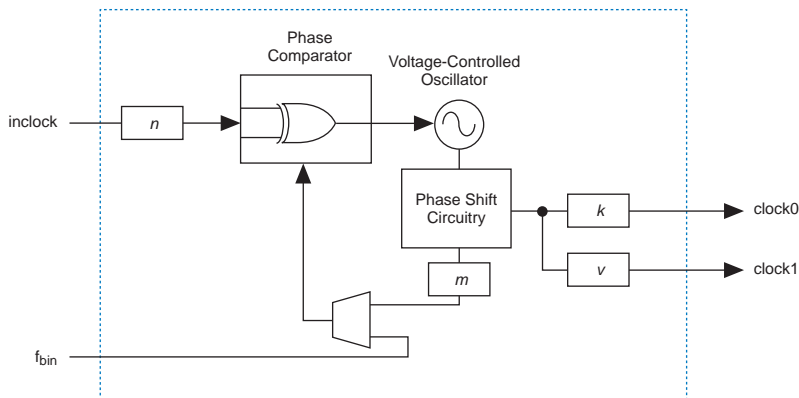 Phase
Comparator
Voltage-Controlled
Oscillator
inclock
n
Phase Shift
Circuitry
k
clock0
v
clock1
m
fbin